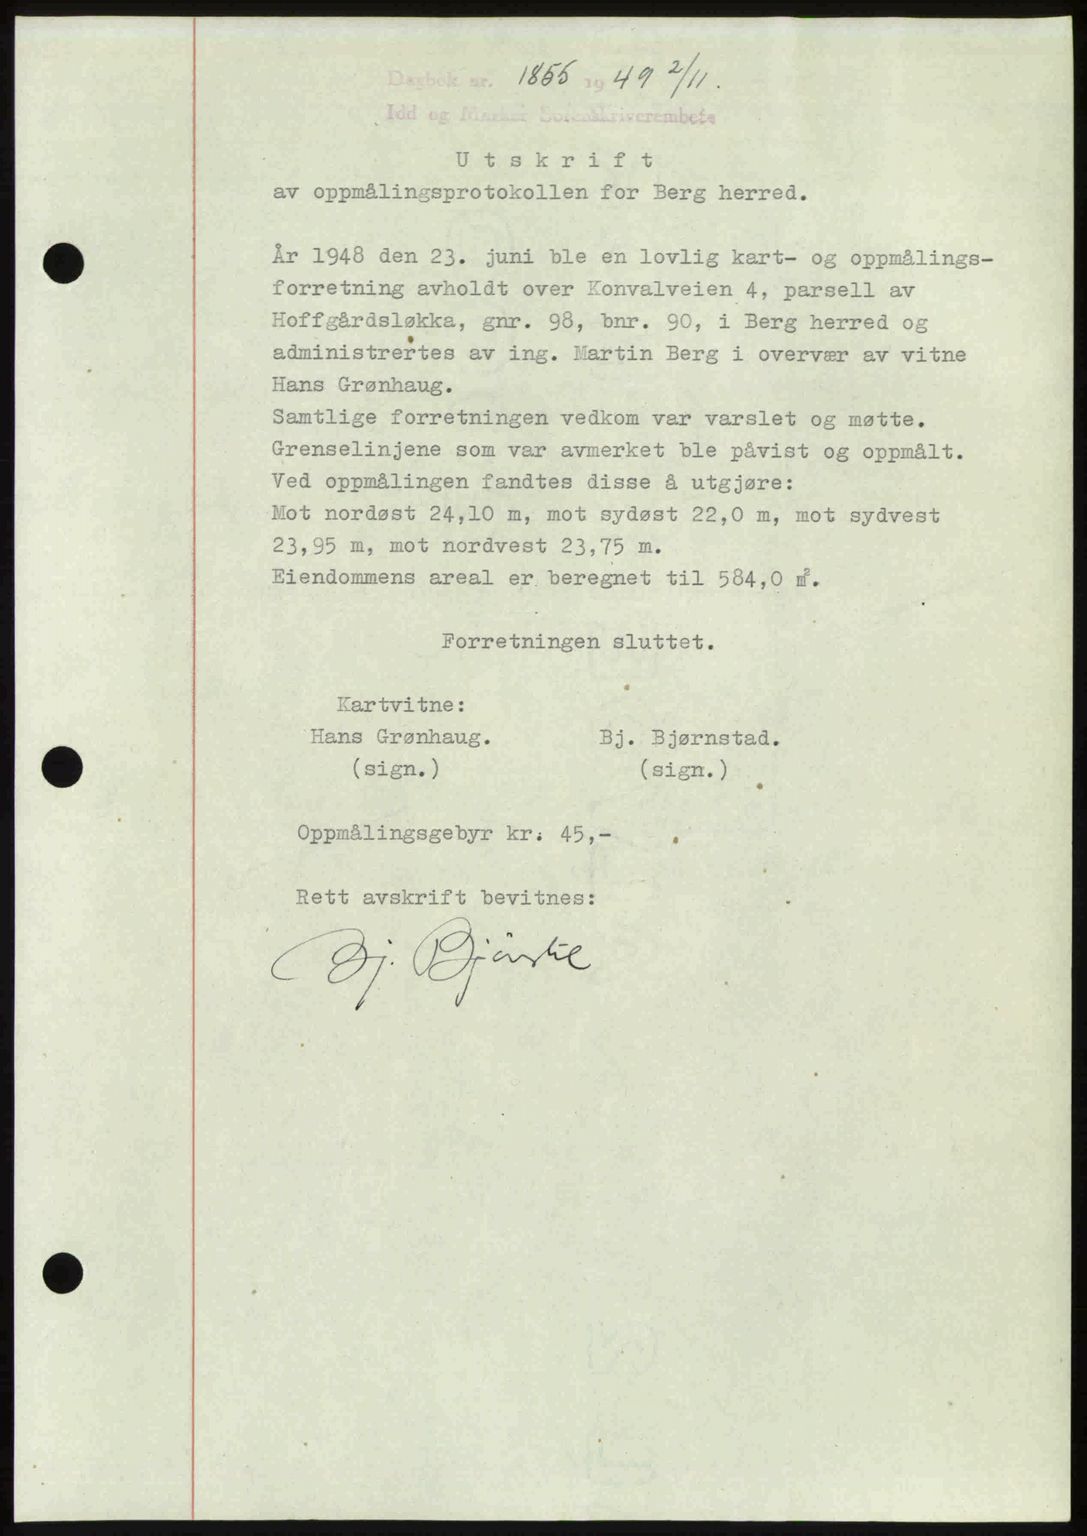 Dagbok nr. 1855 1949 2/11.
Idd og Marker Sorenskriverembete
Utskrift
av oppmålingsprotokollen for Berg herred.
År 1948 den 23. juni ble en lovlig kart- og oppmålings-
forretning avholdt over Konvalveien 4, parsell av
Hoffgårdsløkka, gnr. 98, bnr. 90, i Berg herred og
administrertes av ing. Martin Berg i overvær av vitne
Hans Grønhaug.
Samtlige forretningen vedkom var varslet og møtte.
Grenselinjene som var avmerket ble påvist og oppmålt.
Ved oppmålingen fandtes disse å utgjøre:
Mot nordøst 24,10 m, mot sydøst 22,0 m, mot sydvest
23,95 m, mot nordvest 23,75 m.
Eiendommens areal er beregnet til 584,0 m².
Forretningen sluttet.
Kartvitne:
Hans Grønhaug. Bj. Bjørnstad.
(sign.) (sign.)
Oppmålingsgebyr kr. 45,-
Rett avskrift bevitnes:
Bj.